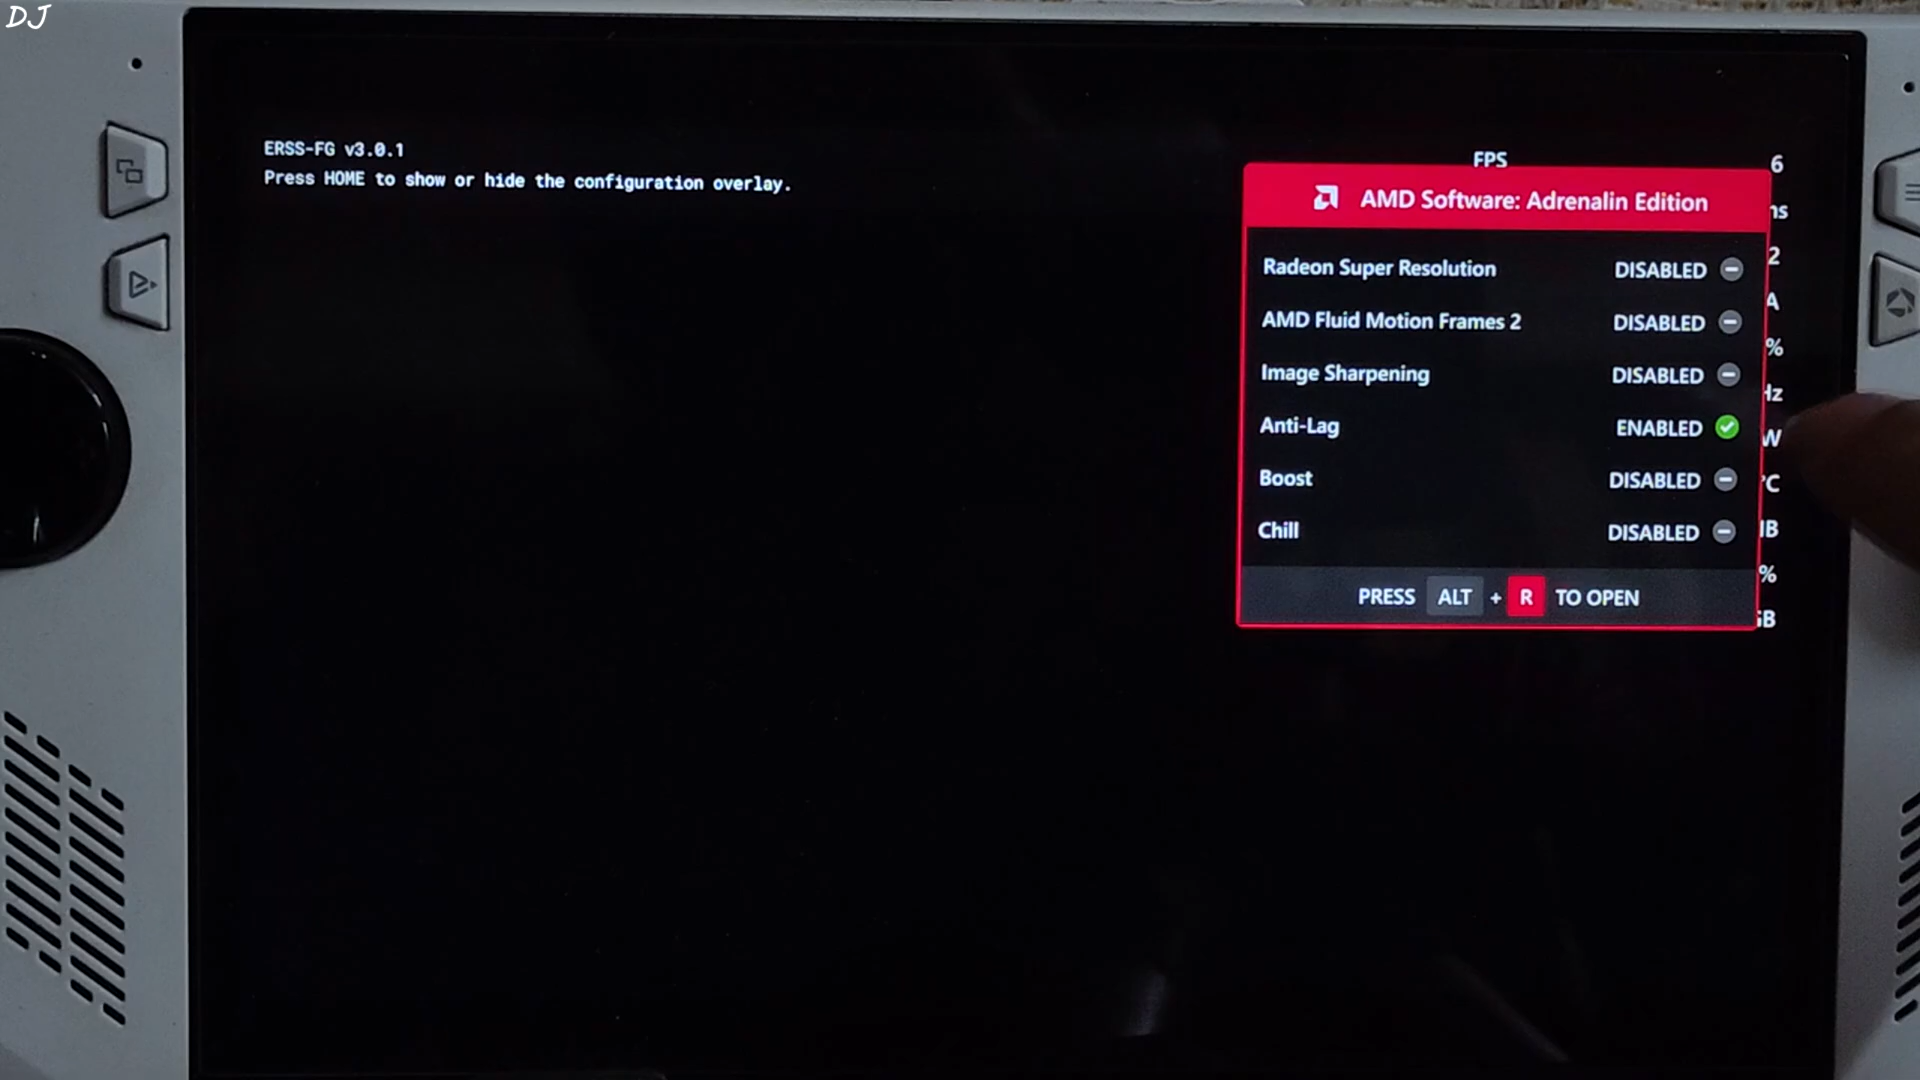 DJ
ERSS-FG v3.0.1
Press HOME to show or hide the configuration overlay.
FPS 6
AMD Software: Adrenalin Edition
Radeon Super Resolution DISABLED
AMD Fluid Motion Frames 2 DISABLED
Image Sharpening DISABLED
Anti-Lag ENABLED
Boost DISABLED
Chill DISABLED
PRESS ALT + R TO OPEN
2
A
%
W
°C
%